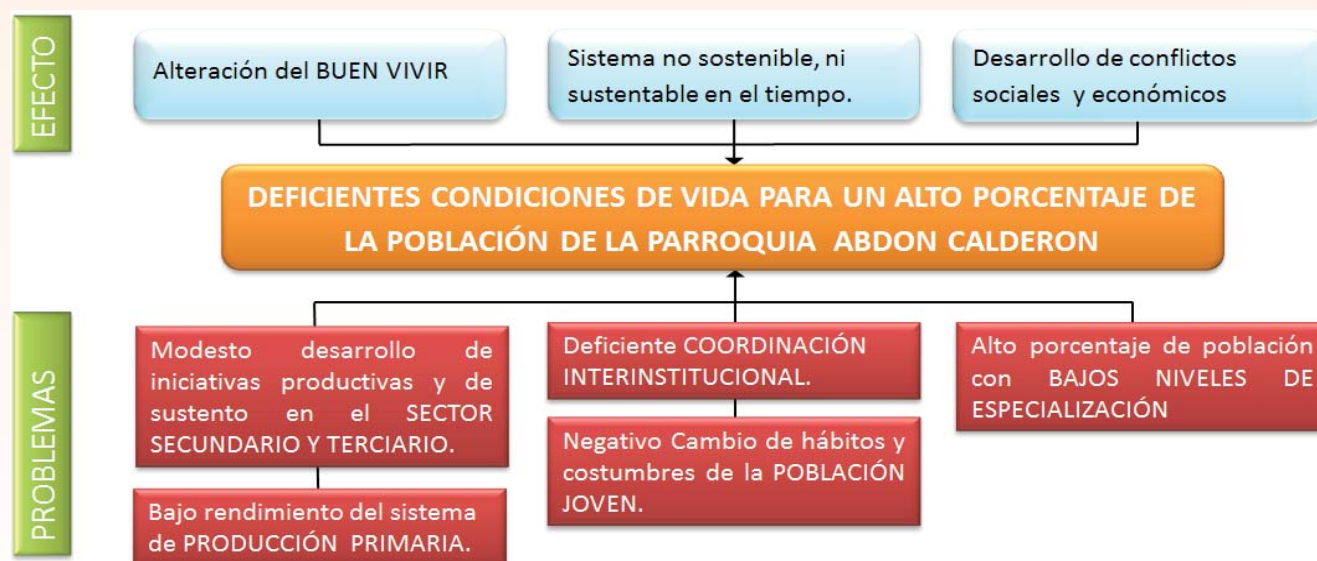 EFECTO
Alteración del BUEN VIVIR
Sistema no sostenible, ni
sustentable en el tiempo.
Desarrollo de conflictos
sociales y económicos
DEFICIENTES CONDICIONES DE VIDA PARA UN ALTO PORCENTAJE DE
LA POBLACIÓN DE LA PARROQUIA ABDON CALDERON
PROBLEMAS
Modesto desarrollo de
iniciativas productivas y de
sustento en el SECTOR
SECUNDARIO Y TERCIARIO.
Bajo rendimiento del sistema
de PRODUCCIÓN PRIMARIA.
Deficiente COORDINACIÓN
INTERINSTITUCIONAL.
Negativo Cambio de hábitos y
costumbres de la POBLACIÓN
JOVEN.
Alto porcentaje de población
con BAJOS NIVELES DE
ESPECIALIZACIÓN